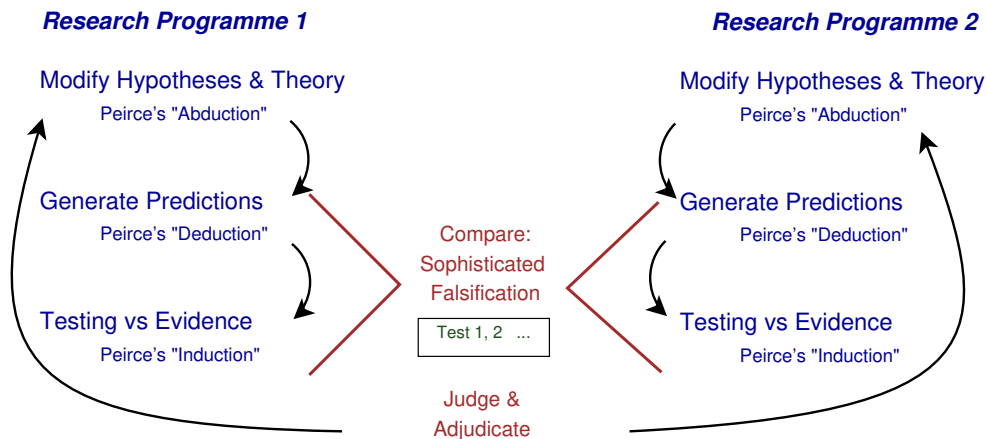 Research Programme 1
Modify Hypotheses & Theory
Peirce's "Abduction"
Generate Predictions
Peirce's "Deduction"
Testing vs Evidence
Peirce's "Induction"
Compare:
Sophisticated
Falsification
Test 1, 2 ...
Judge &
Adjudicate
Research Programme 2
Modify Hypotheses & Theory
Peirce's "Abduction"
Generate Predictions
Peirce's "Deduction"
Testing vs Evidence
Peirce's "Induction"